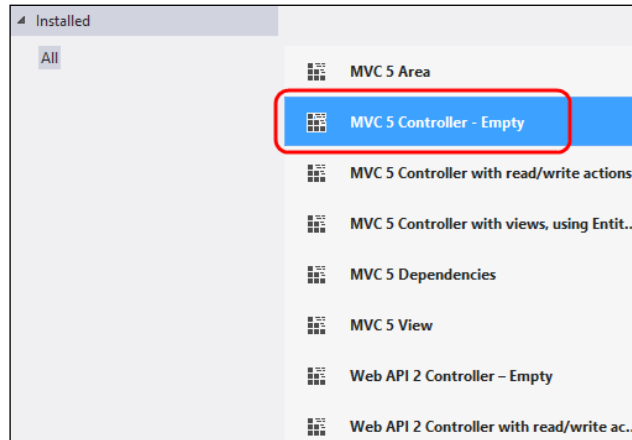 Installed
All
MVC 5 Area
MVC 5 Controller - Empty
MVC 5 Controller with read/write actions
MVC 5 Controller with views, using Entit..
MVC 5 Dependencies
MVC 5 View
Web API 2 Controller – Empty
Web API 2 Controller with read/write ac..